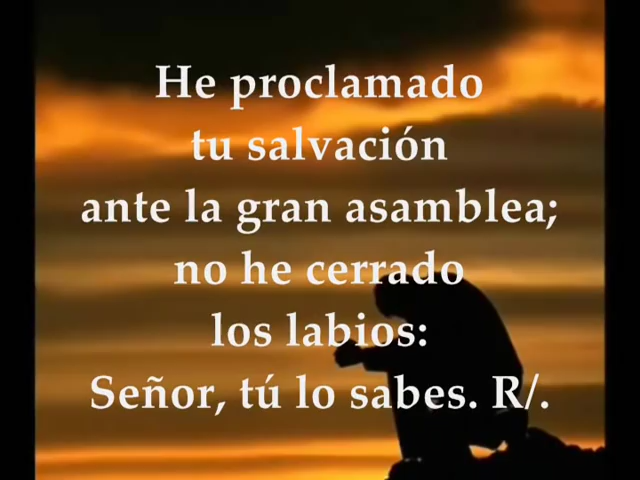 He proclamado
tu salvación
ante la gran asamblea;
no he cerrado
los labios:
Señor, tú lo sabes. R/.